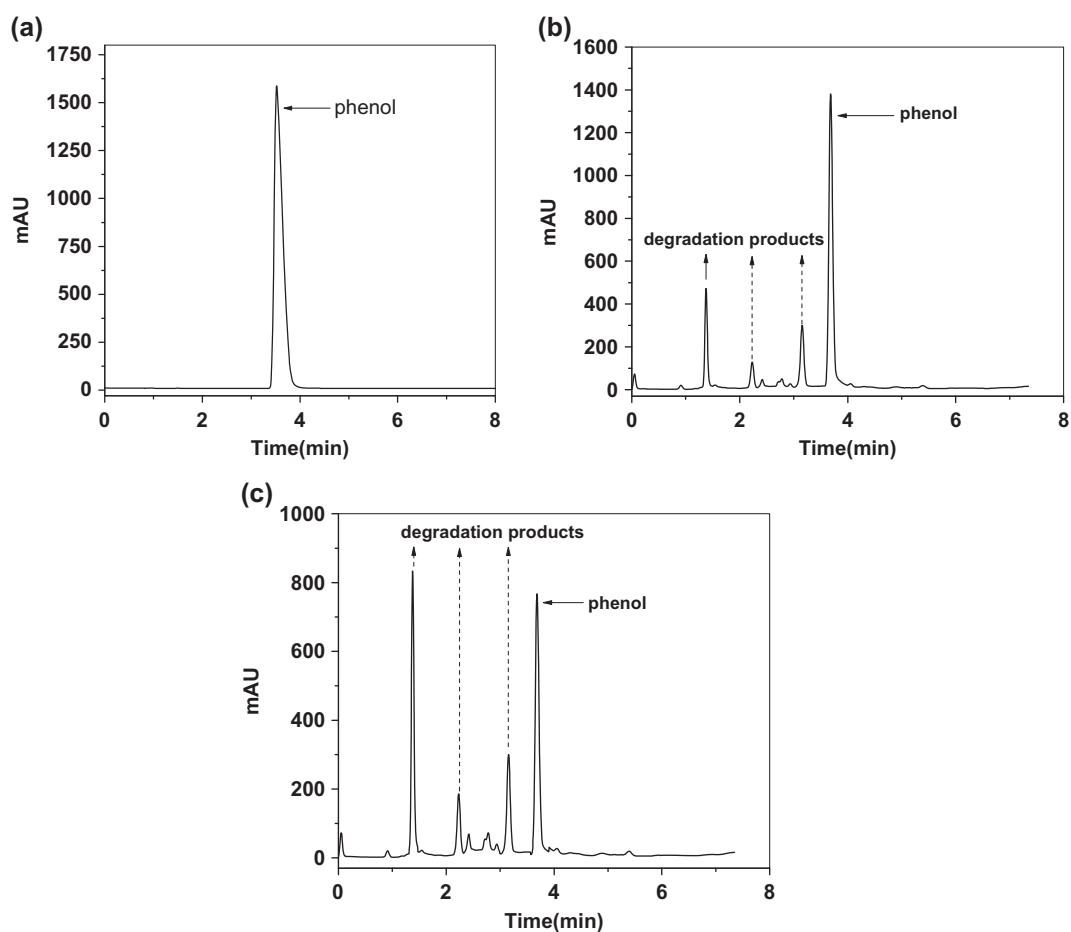 (a)
1750
1500
1250
1000
750
500
250
0
mAU
phenol
0 2 4 6 8
Time(min)
(b)
1600
1400
1200
1000
800
600
400
200
0
mAU
phenol
degradation products
0 2 4 6 8
Time(min)
(c)
1000
800
600
400
200
0
mAU
degradation products
phenol
0 2 4 6 8
Time(min)